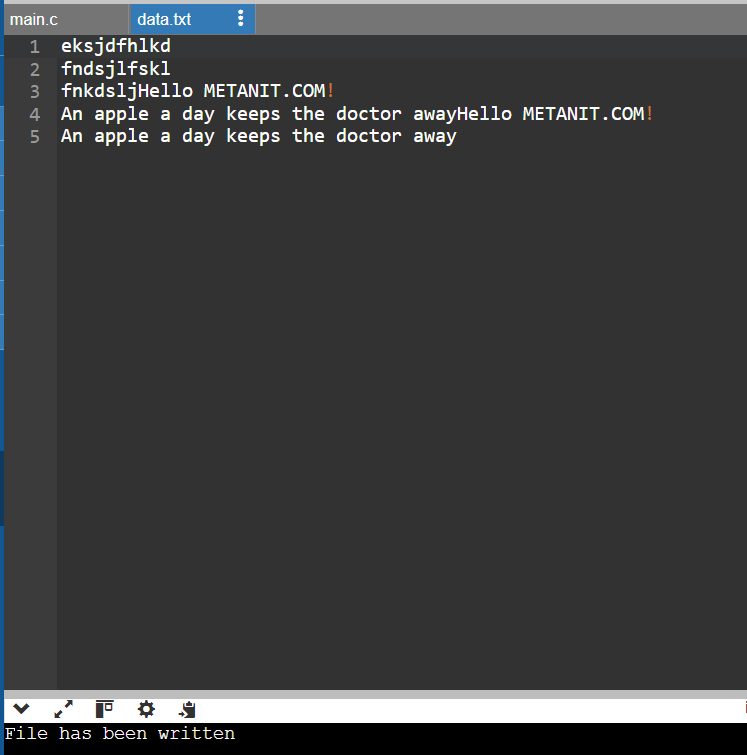 main.c data.txt
1 eksjdfhlkd
2 fndsjlfskl
3 fnkdsljHello METANIT.COM!
4 An apple a day keeps the doctor awayHello METANIT.COM!
5 An apple a day keeps the doctor away
File has been written